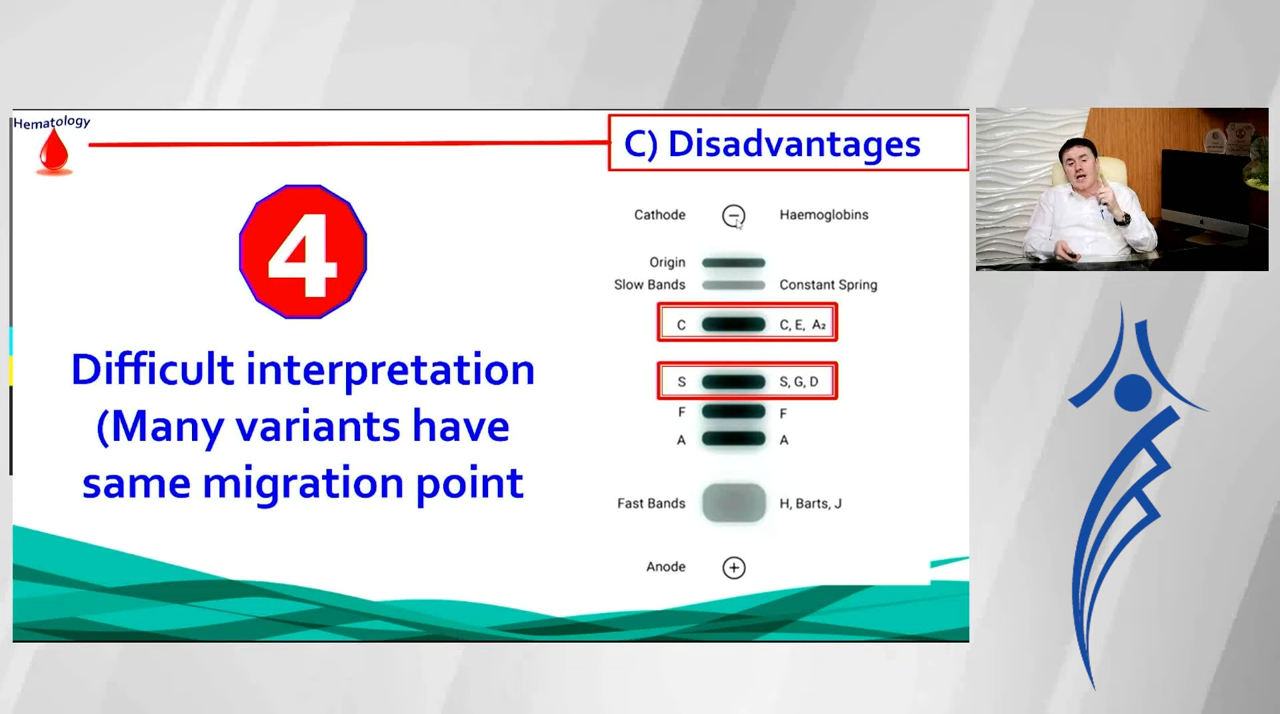 Hematology
C) Disadvantages
4
Difficult interpretation
(Many variants have
same migration point
Cathode − Haemoglobins
Origin
Slow Bands Constant Spring
C C, E, A₂
S S, G, D
F F
A A
Fast Bands H, Barts, J
Anode +